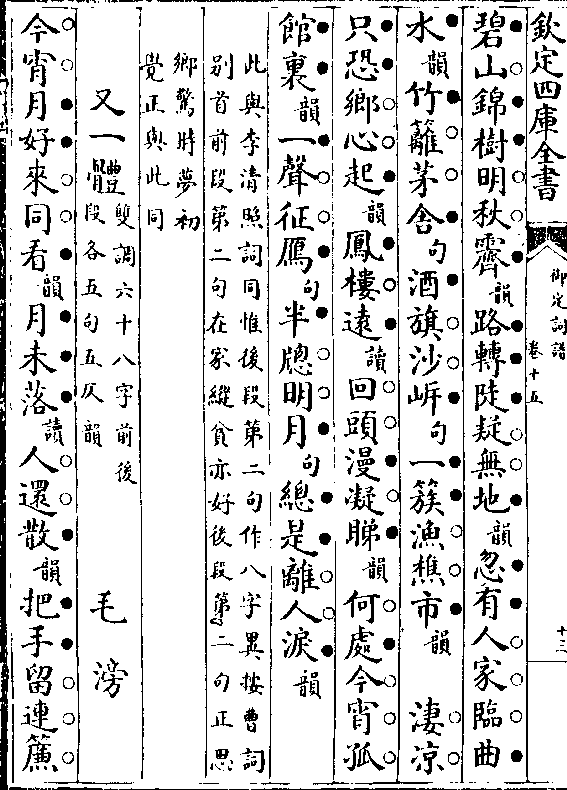 欽定四庫全書
御定詞譜
卷十五
十三
碧山錦樹明秋霽韻路轉陡疑無地韻忽有人家臨曲
水韻竹籬茅舍句酒旗沙岍句一簇漁樵市韻 淒涼
只恐鄉心起韻鳳樓遠讀回頭漫凝睇韻何處今宵孤
館裏韻一聲征鴈句半牕明月句總是離人淚韻
此與李清照詞同惟後段第二句作八字異按曹詞
别首前段第二句在家縱貧亦好後段第二句正思
鄉驚時夢初
覺正與此同
又一體雙調六十八字前後
段各五句五仄韻 毛滂
今宵月好來同看韻月未落讀人還散韻把手留連簾